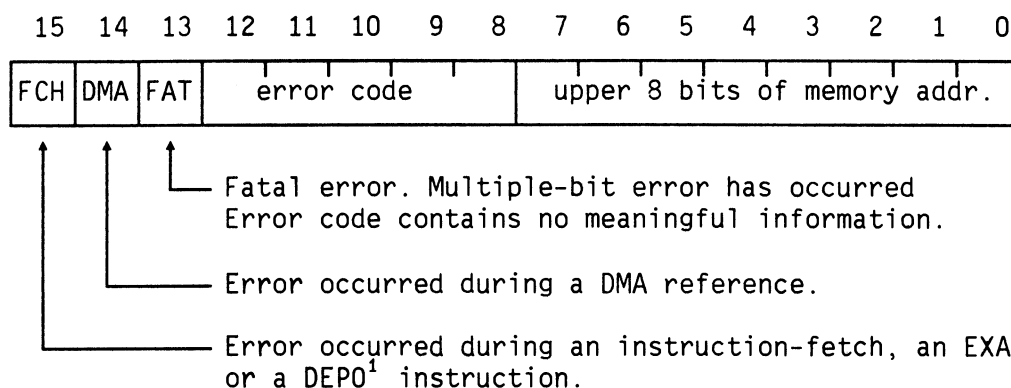 15 14 13 12 11 10 9 8 7 6 5 4 3 2 1 0
FCH DMA FAT error code upper 8 bits of memory addr.
Fatal error. Multiple-bit error has occurred
Error code contains no meaningful information.
Error occurred during a DMA reference.
Error occurred during an instruction-fetch, an EXA
or a DEPO¹ instruction.